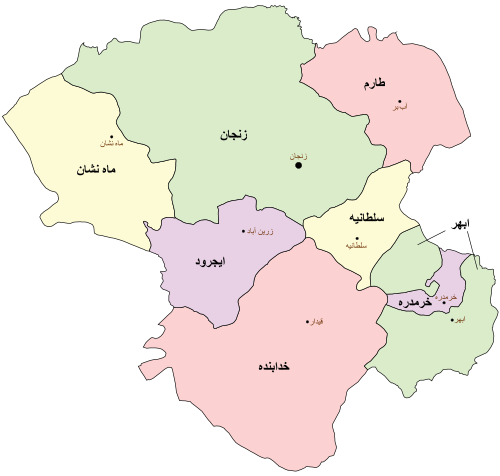 طارم
آب بر
زنجان
زنجان
ماه نشان
ماه نشان
سلطانیه
سلطانیه
ابهر
زرین آباد
ایجرود
خرمدره
خرمدره
ابهر
قیدار
خدابنده